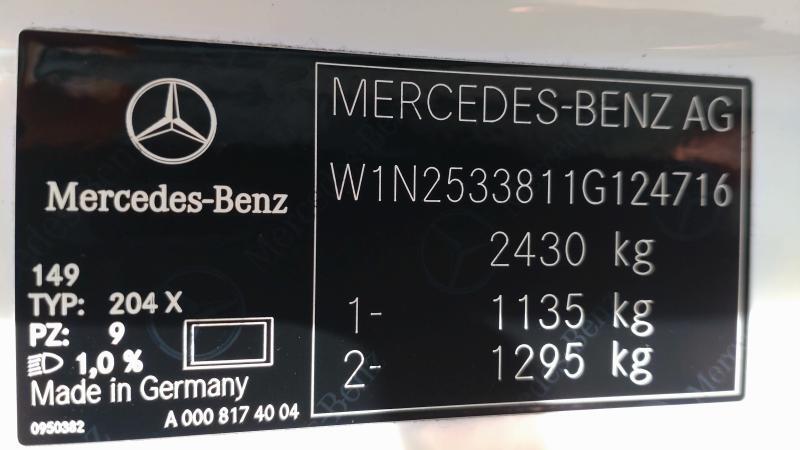 Mercedes-Benz
149
TYP: 204 X
PZ: 9
1,0 %
Made in Germany
0950382
A 000 817 40 04
MERCEDES-BENZ AG
W1N2533811G124716
2430 kg
1- 1135 kg
2- 1295 kg